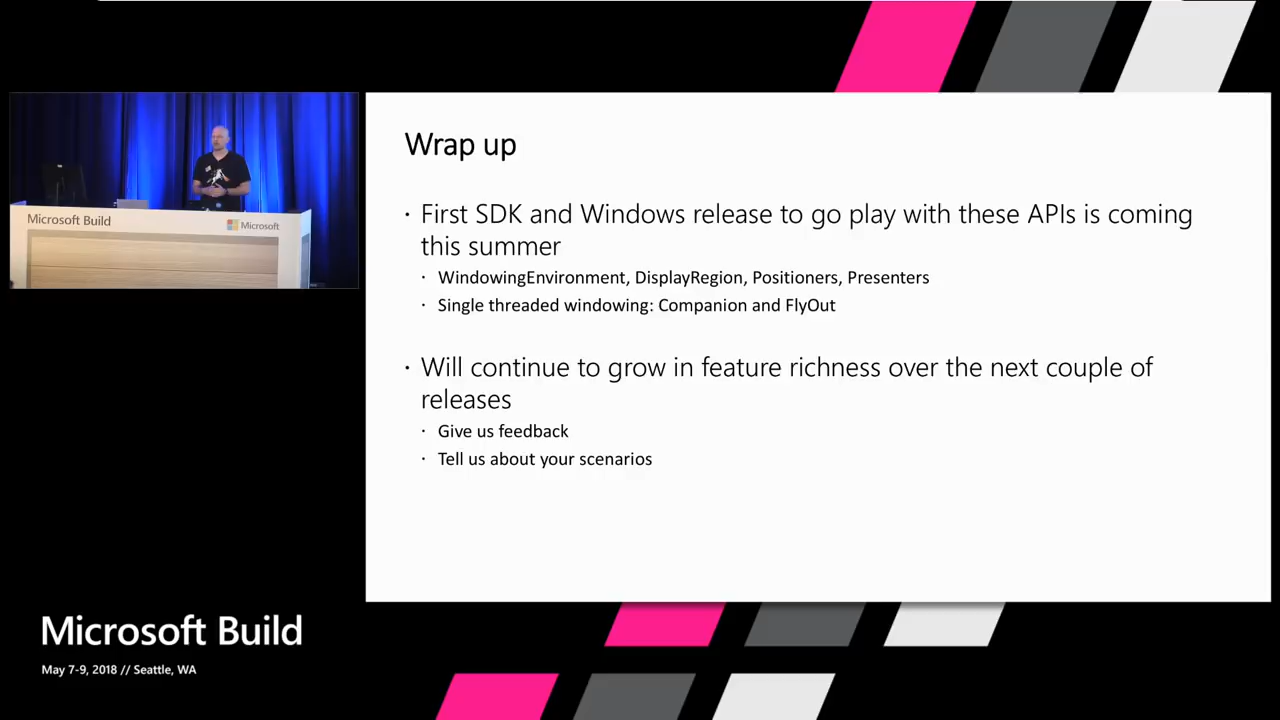 Wrap up
· First SDK and Windows release to go play with these APIs is coming
this summer
· WindowingEnvironment, DisplayRegion, Positioners, Presenters
· Single threaded windowing: Companion and FlyOut
· Will continue to grow in feature richness over the next couple of
releases
· Give us feedback
· Tell us about your scenarios
Microsoft Build
Microsoft
Microsoft Build
May 7-9, 2018 // Seattle, WA